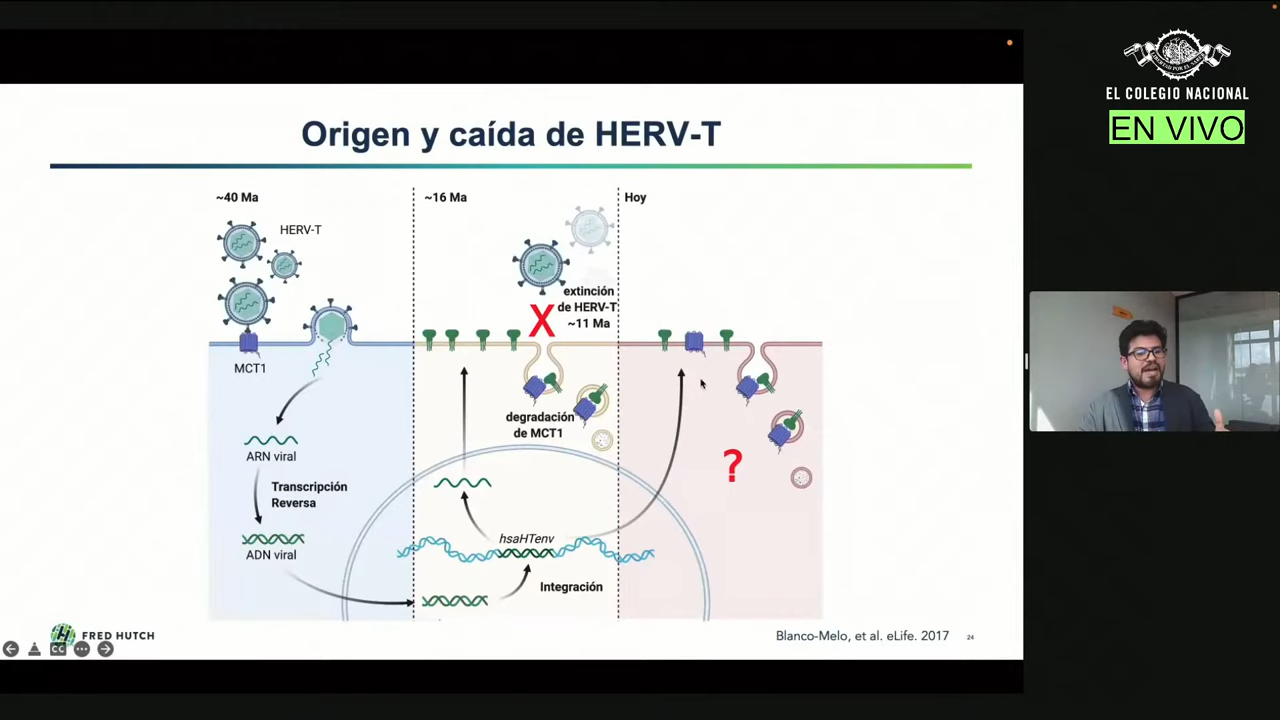 Origen y caída de HERV-T
~40 Ma
~16 Ma
Hoy
HERV-T
extinción
de HERV-T
~11 Ma
X
MCT1
degradación
de MCT1
ARN viral
?
Transcripción
Reversa
hsaHTenv
ADN viral
Integración
FRED HUTCH
Blanco-Melo, et al. eLife. 2017
24
CC
EL COLEGIO NACIONAL
EN VIVO